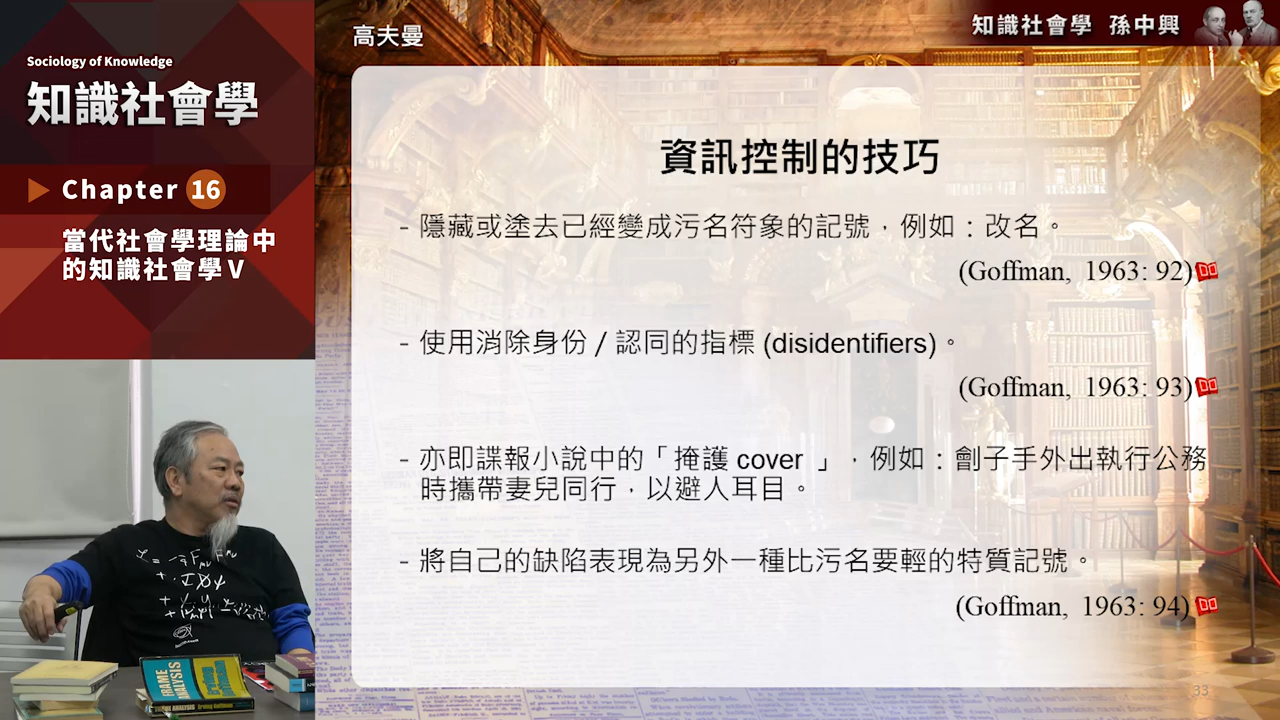 Sociology of Knowledge
知識社會學
Chapter 16
當代社會學理論中
的知識社會學 V
高夫曼
知識社會學 孫中興
資訊控制的技巧
- 隱藏或塗去已經變成污名符象的記號，例如：改名。
(Goffman, 1963: 92)
- 使用消除身份 / 認同的指標 (disidentifiers)。
(Goffman, 1963: 93)
- 亦即諜報小說中的「掩護 cover 」，例如：劊子手外出執行公務
時攜帶妻兒同行，以避人耳目。
- 將自己的缺陷表現為另外一種比污名要輕的特質記號。
(Goffman, 1963: 94)
33
FRAME
ANALYSIS
Erving Goffman